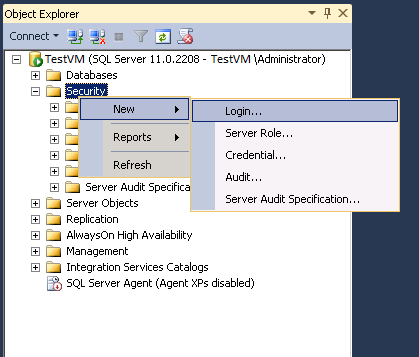 Object Explorer
Connect
TestVM (SQL Server 11.0.2208 - TestVM\Administrator)
Databases
Security
New
Login...
Server Role...
Reports
Credential...
Refresh
Audit...
Server Audit Specifica
Server Audit Specification...
Server Objects
Replication
AlwaysOn High Availability
Management
Integration Services Catalogs
SQL Server Agent (Agent XPs disabled)